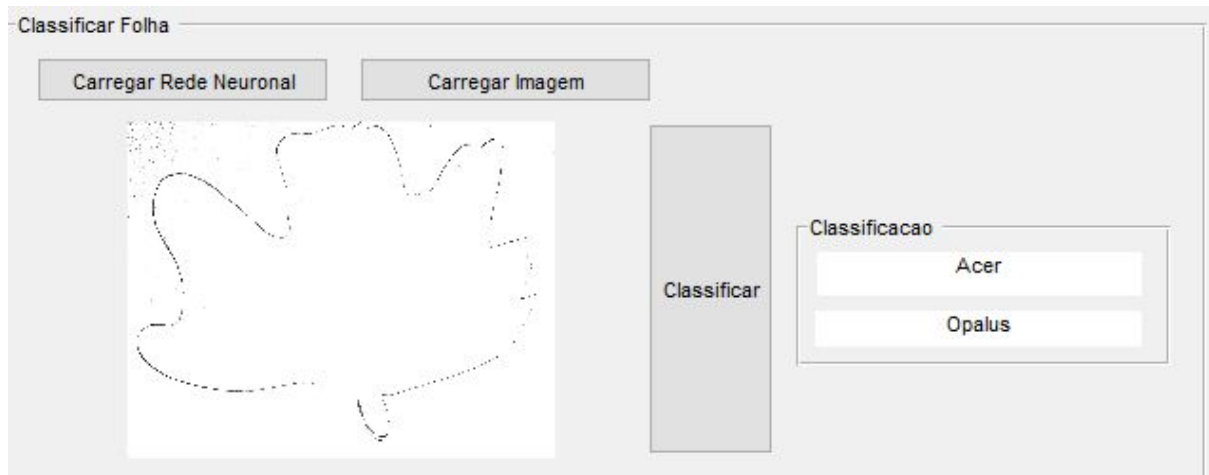 Classificar Folha
Carregar Rede Neuronal
Carregar Imagem
Classificar
Classificacao
Acer
Opalus